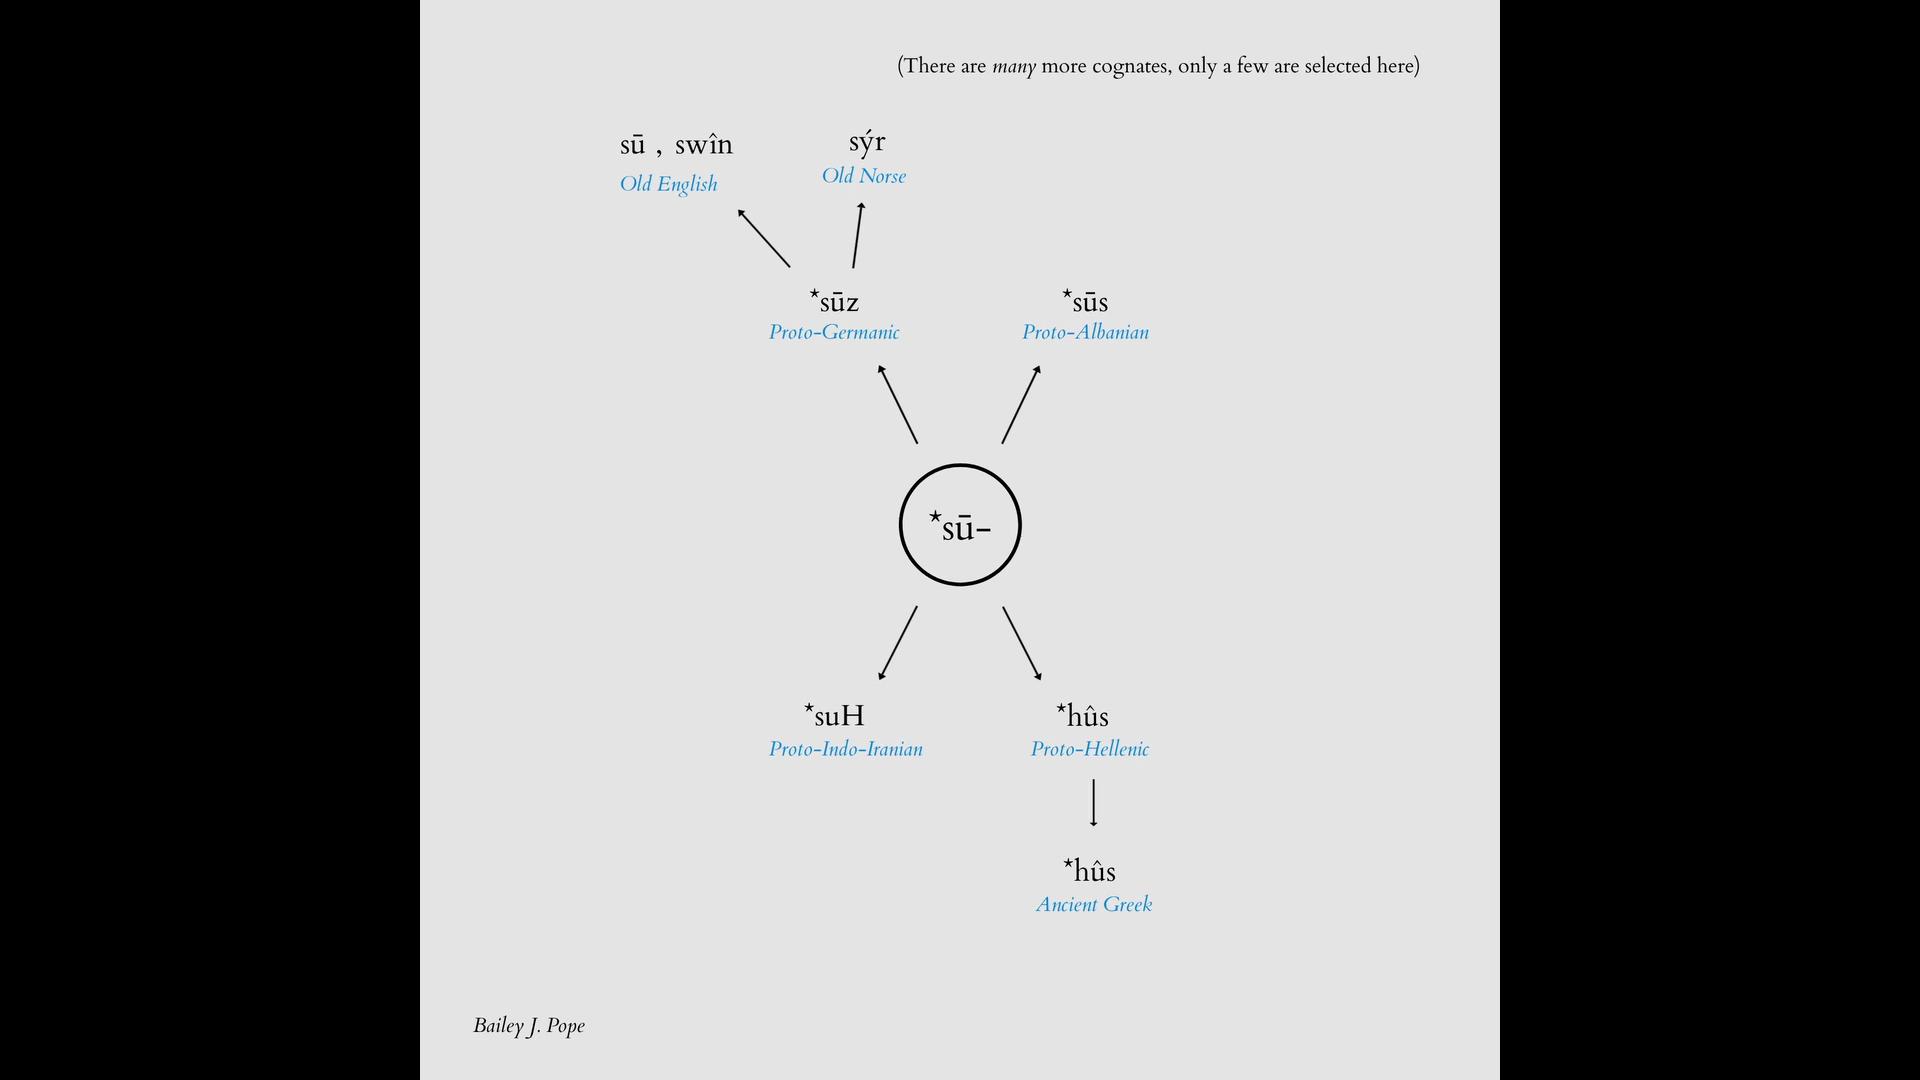 (There are many more cognates, only a few are selected here)
sū , swîn
Old English
sýr
Old Norse
*sūz
Proto-Germanic
*sūs
Proto-Albanian
*sū-
*suH
Proto-Indo-Iranian
*hûs
Proto-Hellenic
*hûs
Ancient Greek
Bailey J. Pope